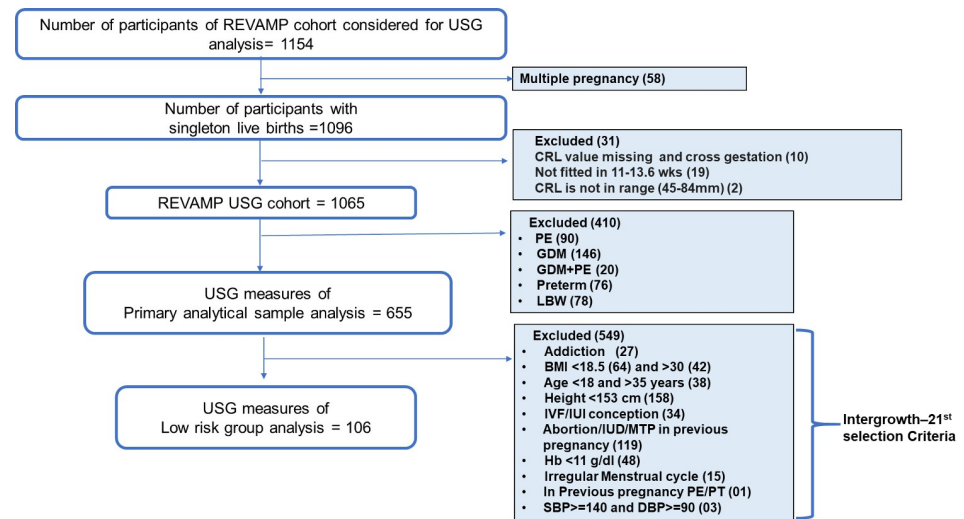 Number of participants of REVAMP cohort considered for USG
analysis= 1154
Multiple pregnancy (58)
Number of participants with
singleton live births =1096
Excluded (31)
CRL value missing and cross gestation (10)
Not fitted in 11-13.6 wks (19)
CRL is not in range (45-84mm) (2)
REVAMP USG cohort = 1065
Excluded (410)
• PE (90)
• GDM (146)
• GDM+PE (20)
• Preterm (76)
• LBW (78)
USG measures of
Primary analytical sample analysis = 655
Excluded (549)
• Addiction (27)
• BMI <18.5 (64) and >30 (42)
• Age <18 and >35 years (38)
• Height <153 cm (158)
• IVF/IUI conception (34)
• Abortion/IUD/MTP in previous
pregnancy (119)
• Hb <11 g/dl (48)
• Irregular Menstrual cycle (15)
• In Previous pregnancy PE/PT (01)
• SBP>=140 and DBP>=90 (03)
USG measures of
Low risk group analysis = 106
Intergrowth–21st
selection Criteria